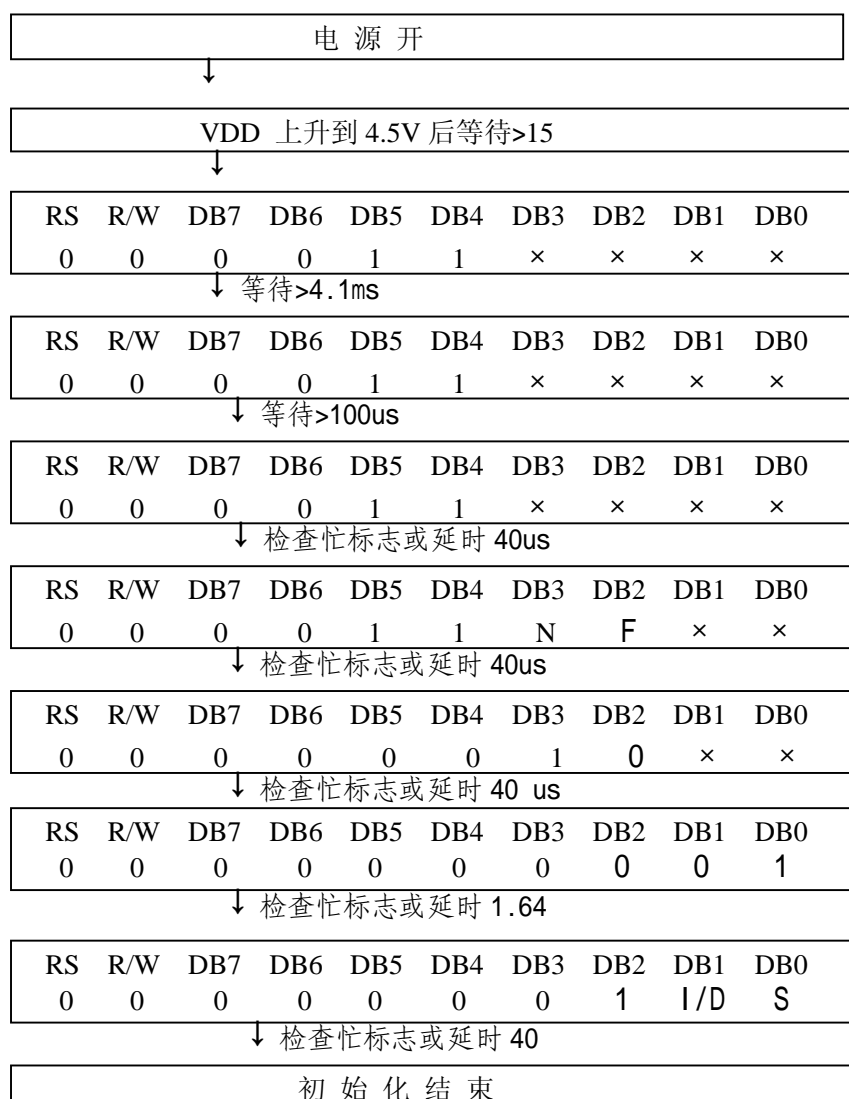 电 源 开
↓
VDD 上升到 4.5V 后等待>15
↓
RS R/W DB7 DB6 DB5 DB4 DB3 DB2 DB1 DB0
0 0 0 0 1 1 × × × ×
↓ 等待>4.1ms
RS R/W DB7 DB6 DB5 DB4 DB3 DB2 DB1 DB0
0 0 0 0 1 1 × × × ×
↓ 等待>100us
RS R/W DB7 DB6 DB5 DB4 DB3 DB2 DB1 DB0
0 0 0 0 1 1 × × × ×
↓ 检查忙标志或延时 40us
RS R/W DB7 DB6 DB5 DB4 DB3 DB2 DB1 DB0
0 0 0 0 1 1 N F × ×
↓ 检查忙标志或延时 40us
RS R/W DB7 DB6 DB5 DB4 DB3 DB2 DB1 DB0
0 0 0 0 0 0 1 0 × ×
↓ 检查忙标志或延时 40 us
RS R/W DB7 DB6 DB5 DB4 DB3 DB2 DB1 DB0
0 0 0 0 0 0 0 0 0 1
↓ 检查忙标志或延时 1.64
RS R/W DB7 DB6 DB5 DB4 DB3 DB2 DB1 DB0
0 0 0 0 0 0 0 1 I/D S
↓ 检查忙标志或延时 40
初 始 化 结 束